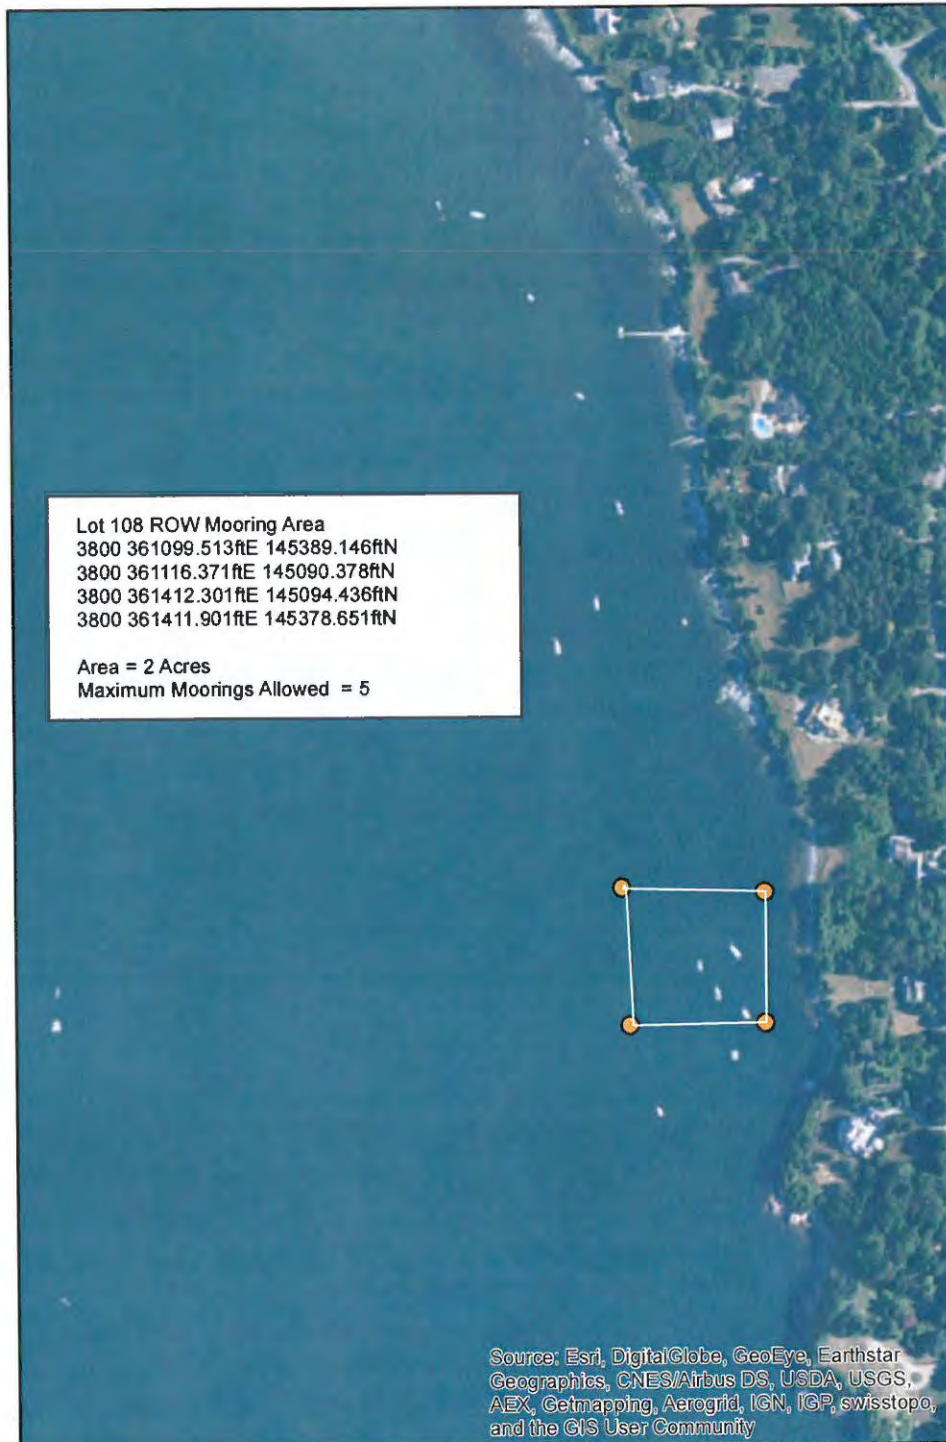 Lot 108 ROW Mooring Area
3800 361099.513ftE 145389.146ftN
3800 361116.371ftE 145090.378ftN
3800 361412.301ftE 145094.436ftN
3800 361411.901ftE 145378.651ftN
Area = 2 Acres
Maximum Moorings Allowed = 5
Source: Esri, DigitalGlobe, GeoEye, Earthstar
Geographics, CNES/Airbus DS, USDA, USGS,
AEX, Getmapping, Aerogrid, IGN, IGP, swisstopo,
and the GIS User Community